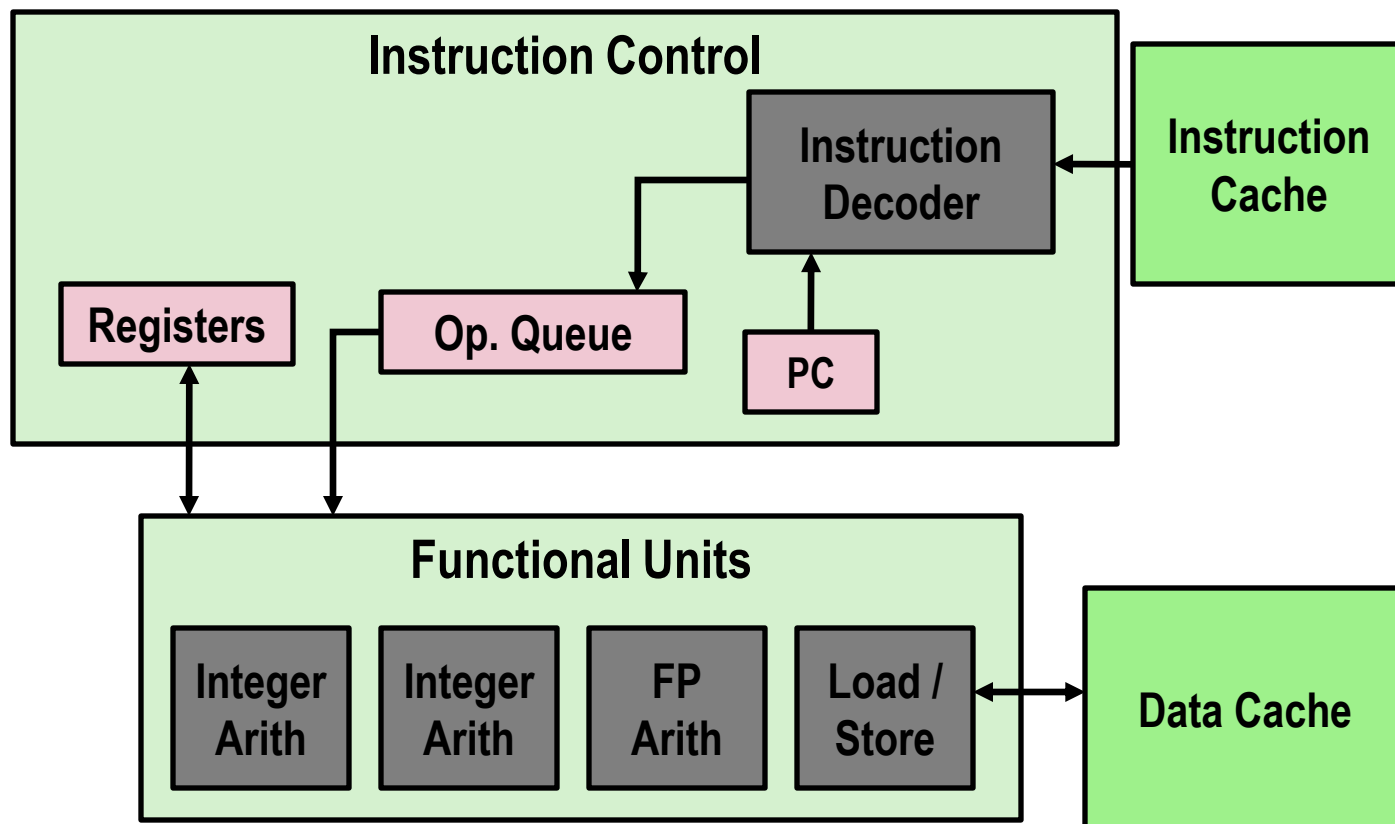 Instruction Control
Instruction
Decoder
Instruction
Cache
Registers
Op. Queue
PC
Functional Units
Integer
Arith
Integer
Arith
FP
Arith
Load /
Store
Data Cache